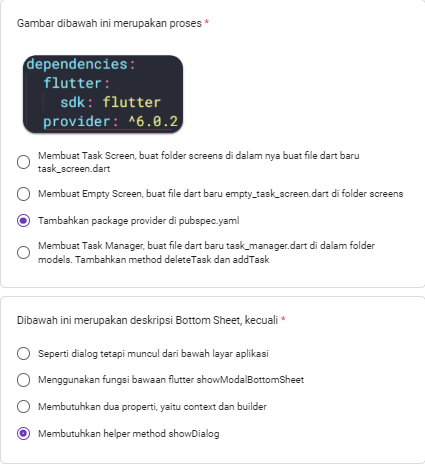 Gambar dibawah ini merupakan proses *
dependencies:
flutter:
sdk: flutter
provider: ^6.0.2
Membuat Task Screen, buat folder screens di dalam nya buat file dart baru
task_screen.dart
Membuat Empty Screen, buat file dart baru empty_task_screen.dart di folder screens
Tambahkan package provider di pubspec.yaml
Membuat Task Manager, buat file dart baru task_manager.dart di dalam folder
models. Tambahkan method deleteTask dan addTask
Dibawah ini merupakan deskripsi Bottom Sheet, kecuali *
Seperti dialog tetapi muncul dari bawah layar aplikasi
Menggunakan fungsi bawaan flutter showModalBottomSheet
Membutuhkan dua properti, yaitu context dan builder
Membutuhkan helper method showDialog